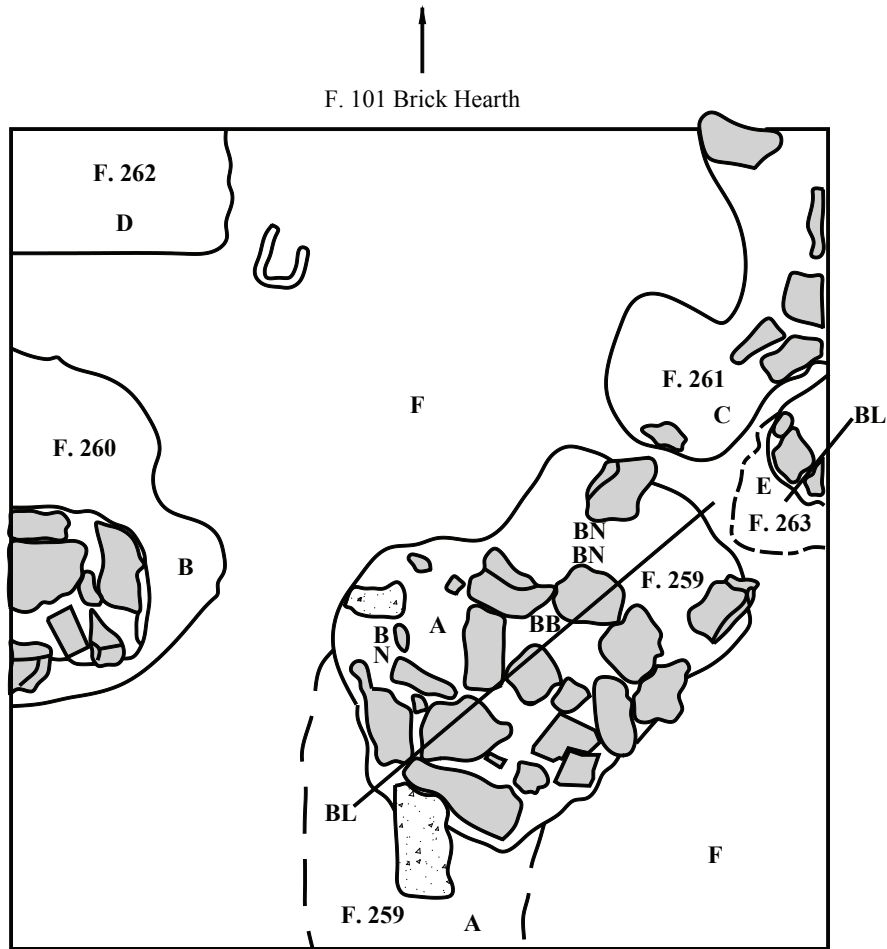 F. 101 Brick Hearth
F. 262
D
F
F. 261
C
BL
F. 260
E
F. 263
BN
BN
B
F. 259
A
BB
B
N
BL
F
F. 259
A